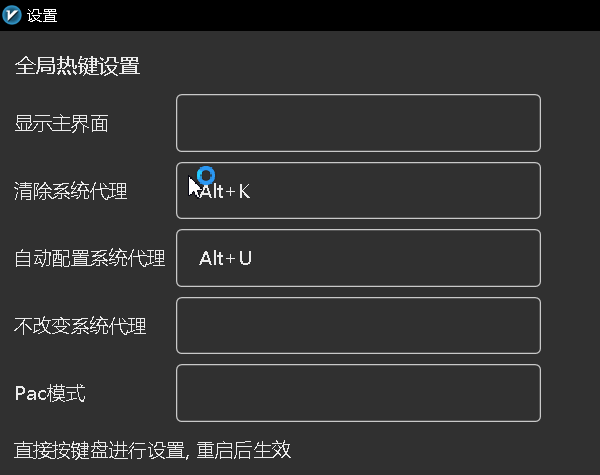 设置
全局热键设置
显示主界面
清除系统代理 Alt+K
自动配置系统代理 Alt+U
不改变系统代理
Pac模式
直接按键盘进行设置, 重启后生效